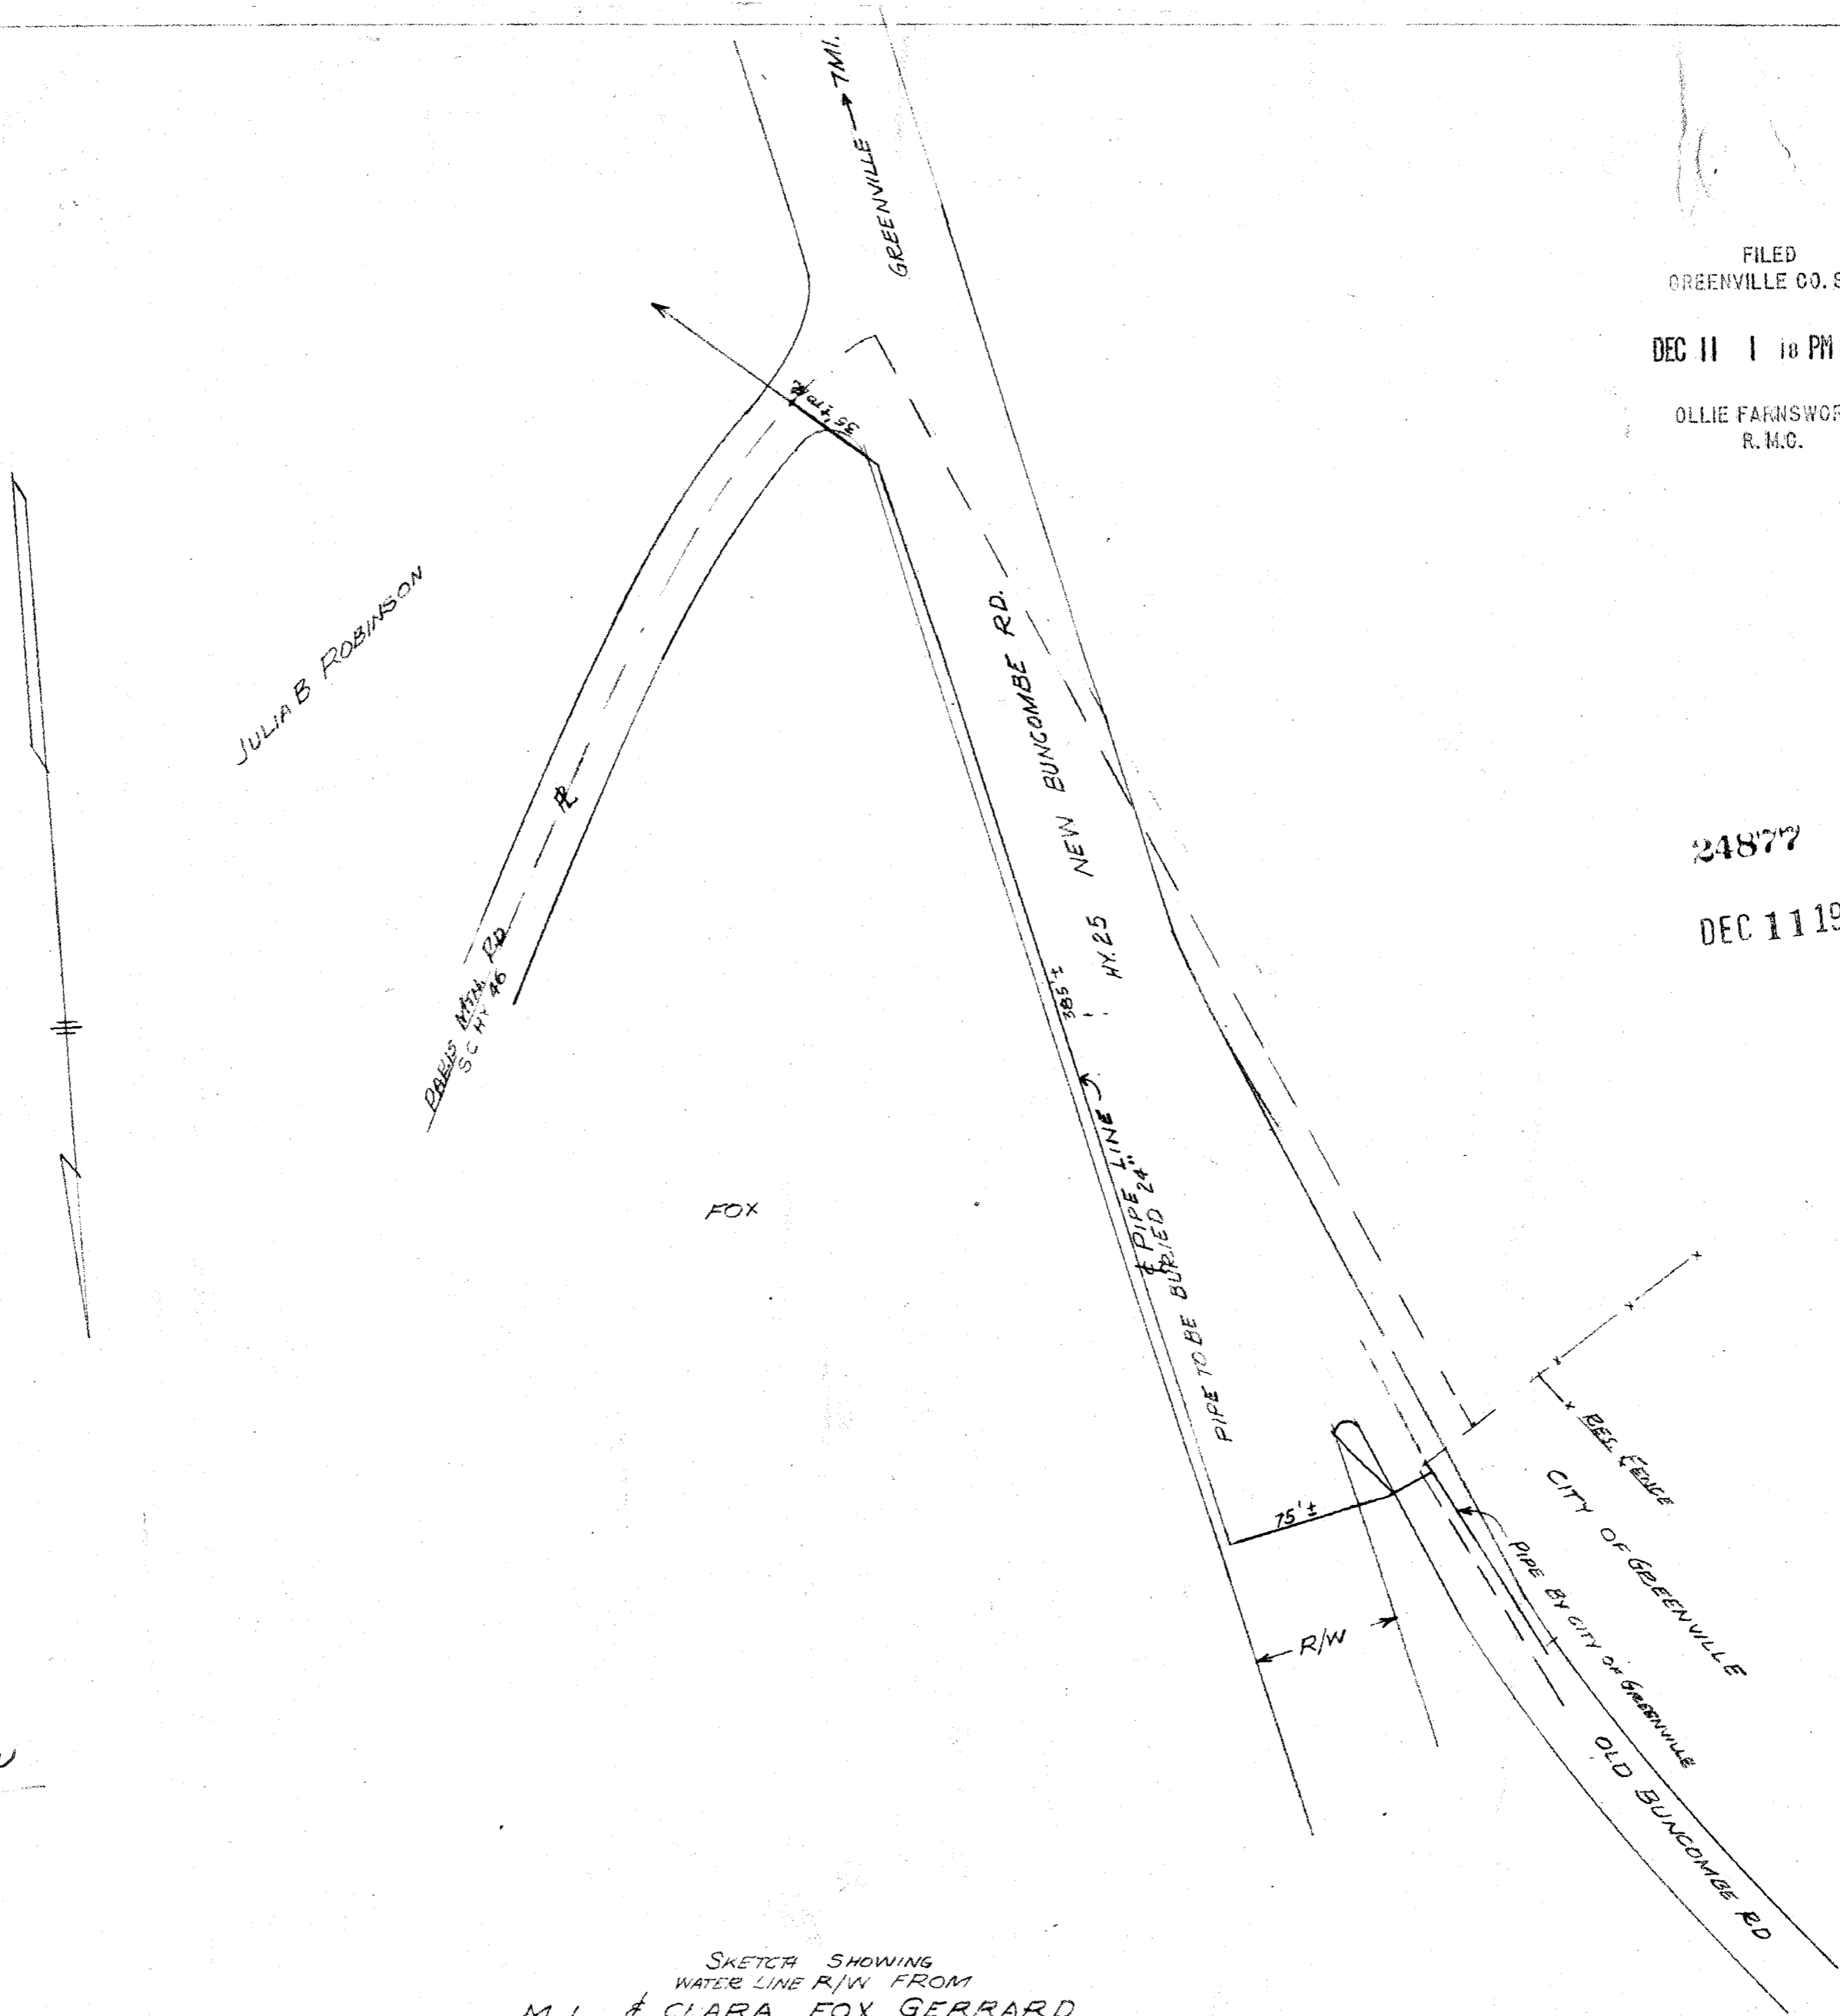 GREENVILLE → 7MI.
FILED
GREENVILLE CO. S
DEC 11 1 18 PM
OLLIE FARNSWOR
R.M.C.
35'± TO ℄
JULIA B ROBINSON
NEW BUNCOMBE RD.
HY. 25
24877
DEC 11 19
℄
PARIS MTN. RD
SC HY 46
385'±
℄ PIPE LINE
PIPE TO BE BURIED 24"
FOX
RES. FENCE
CITY OF GREENVILLE
75'±
PIPE BY CITY OF GREENVILLE
R/W
OLD BUNCOMBE RD
SKETCH SHOWING
WATER LINE R/W FROM
M. L. & CLARA FOX GERRARD